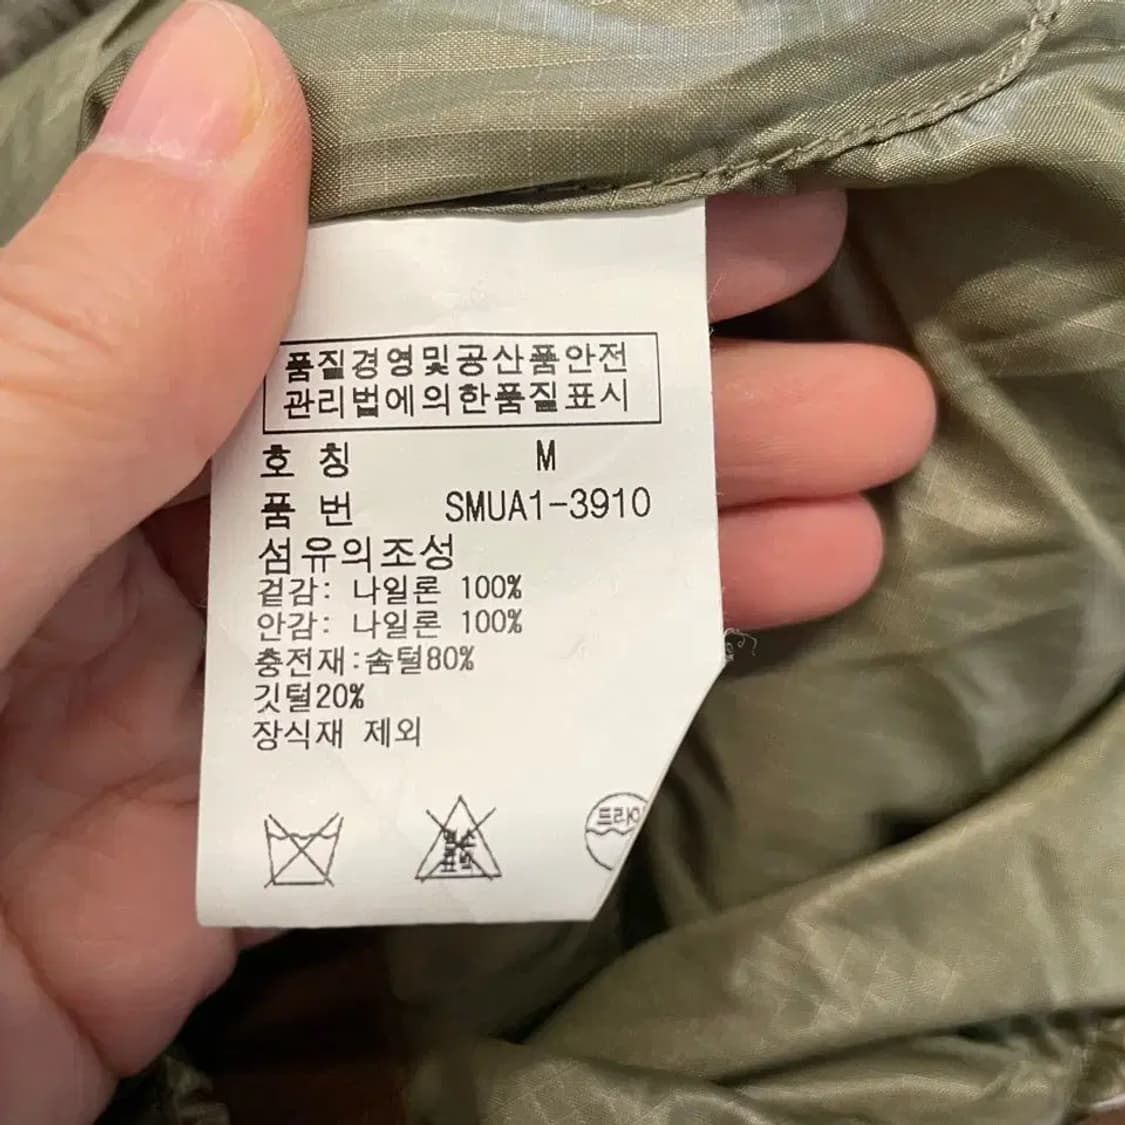 품질경영및공산품안전
관리법에의한품질표시
호 칭 M
품 번 SMUA1-3910
섬유의조성
겉감: 나일론 100%
안감: 나일론 100%
충전재:솜털80%
깃털20%
장식재 제외